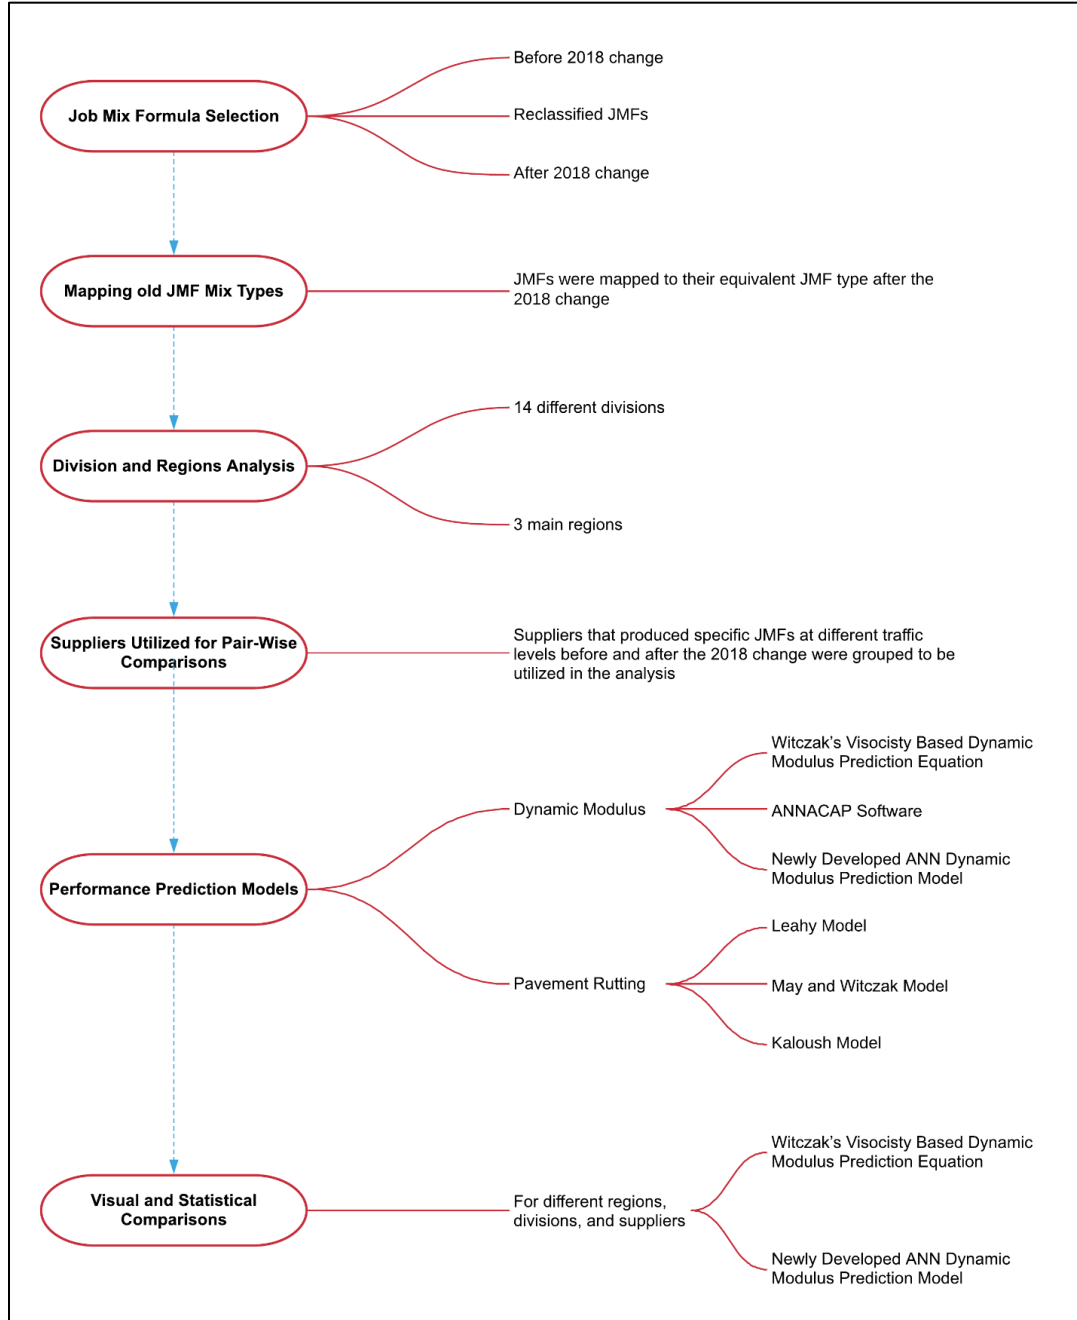 Before 2018 change
Job Mix Formula Selection
Reclassified JMFs
After 2018 change
Mapping old JMF Mix Types
JMFs were mapped to their equivalent JMF type after the
2018 change
14 different divisions
Division and Regions Analysis
3 main regions
Suppliers Utilized for Pair-Wise
Comparisons
Suppliers that produced specific JMFs at different traffic
levels before and after the 2018 change were grouped to be
utilized in the analysis
Performance Prediction Models
Dynamic Modulus
Witczak’s Visocisty Based Dynamic
Modulus Prediction Equation
ANNACAP Software
Newly Developed ANN Dynamic
Modulus Prediction Model
Pavement Rutting
Leahy Model
May and Witczak Model
Kaloush Model
Visual and Statistical
Comparisons
For different regions,
divisions, and suppliers
Witczak’s Visocisty Based Dynamic
Modulus Prediction Equation
Newly Developed ANN Dynamic
Modulus Prediction Model